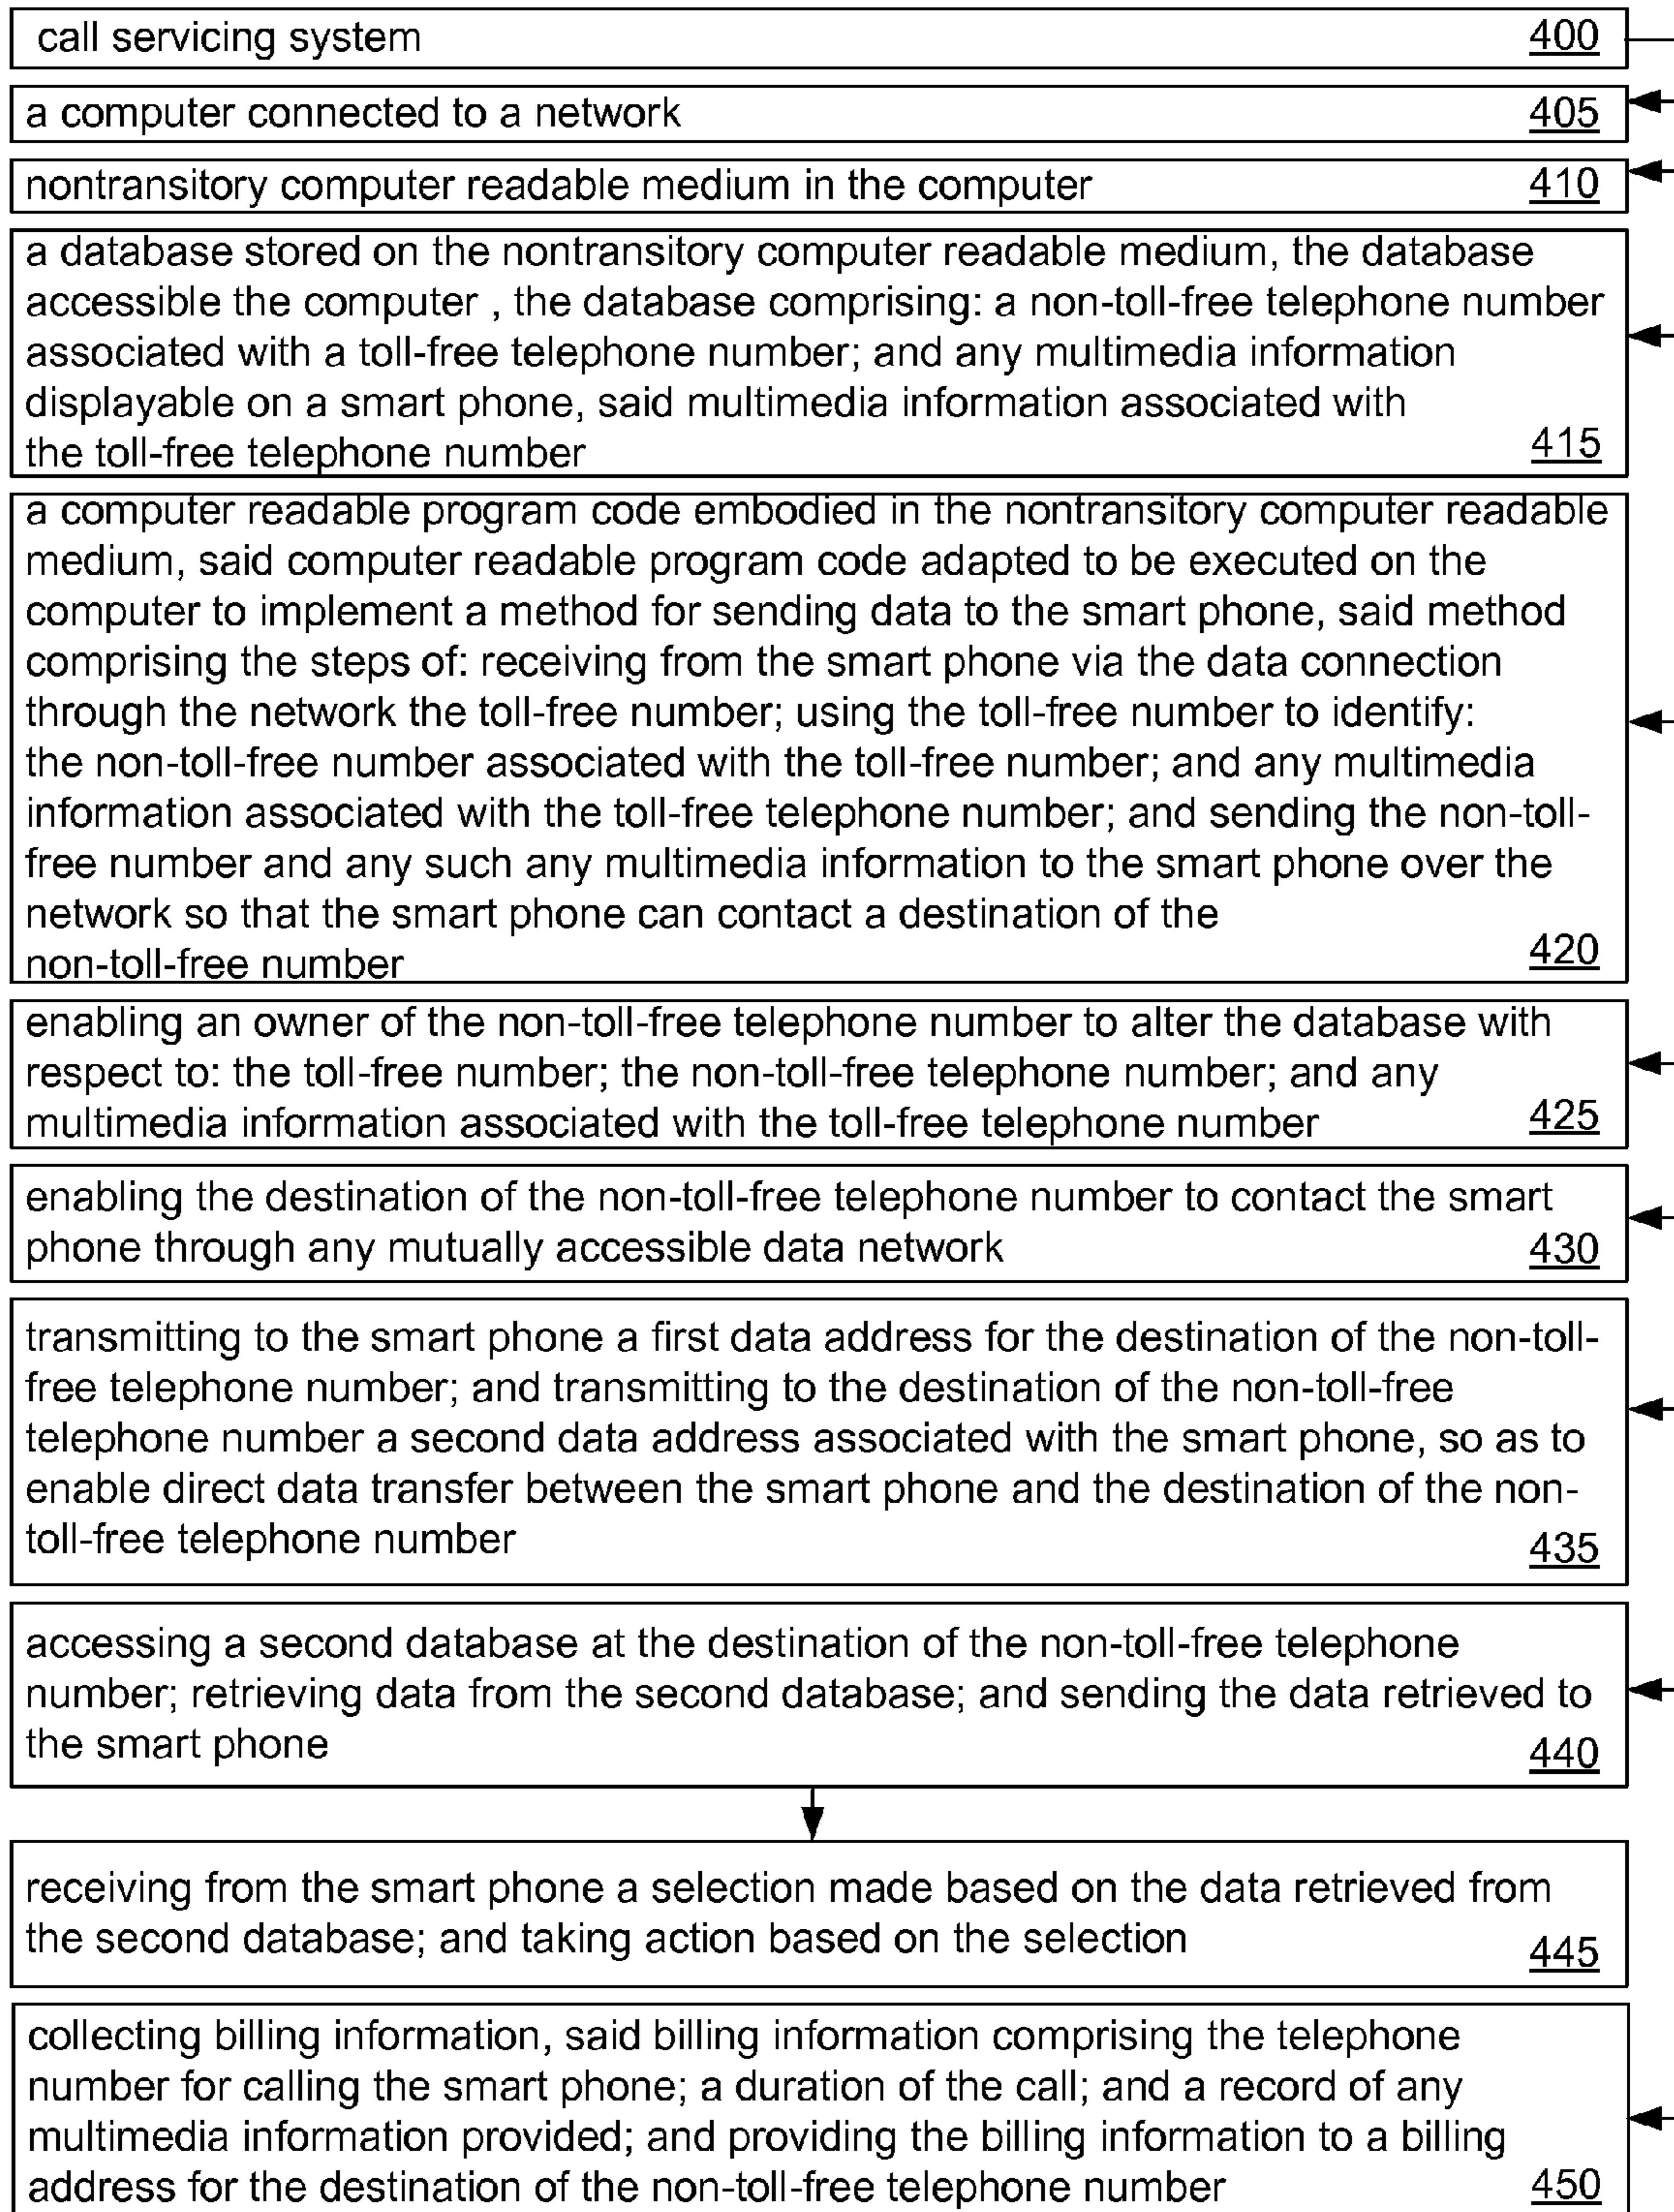 call servicing system 400
a computer connected to a network 405
nontransitory computer readable medium in the computer 410
a database stored on the nontransitory computer readable medium, the database
accessible the computer , the database comprising: a non-toll-free telephone number
associated with a toll-free telephone number; and any multimedia information
displayable on a smart phone, said multimedia information associated with
the toll-free telephone number 415
a computer readable program code embodied in the nontransitory computer readable
medium, said computer readable program code adapted to be executed on the
computer to implement a method for sending data to the smart phone, said method
comprising the steps of: receiving from the smart phone via the data connection
through the network the toll-free number; using the toll-free number to identify:
the non-toll-free number associated with the toll-free number; and any multimedia
information associated with the toll-free telephone number; and sending the non-toll-
free number and any such any multimedia information to the smart phone over the
network so that the smart phone can contact a destination of the
non-toll-free number 420
enabling an owner of the non-toll-free telephone number to alter the database with
respect to: the toll-free number; the non-toll-free telephone number; and any
multimedia information associated with the toll-free telephone number 425
enabling the destination of the non-toll-free telephone number to contact the smart
phone through any mutually accessible data network 430
transmitting to the smart phone a first data address for the destination of the non-toll-
free telephone number; and transmitting to the destination of the non-toll-free
telephone number a second data address associated with the smart phone, so as to
enable direct data transfer between the smart phone and the destination of the non-
toll-free telephone number 435
accessing a second database at the destination of the non-toll-free telephone
number; retrieving data from the second database; and sending the data retrieved to
the smart phone 440
receiving from the smart phone a selection made based on the data retrieved from
the second database; and taking action based on the selection 445
collecting billing information, said billing information comprising the telephone
number for calling the smart phone; a duration of the call; and a record of any
multimedia information provided; and providing the billing information to a billing
address for the destination of the non-toll-free telephone number 450